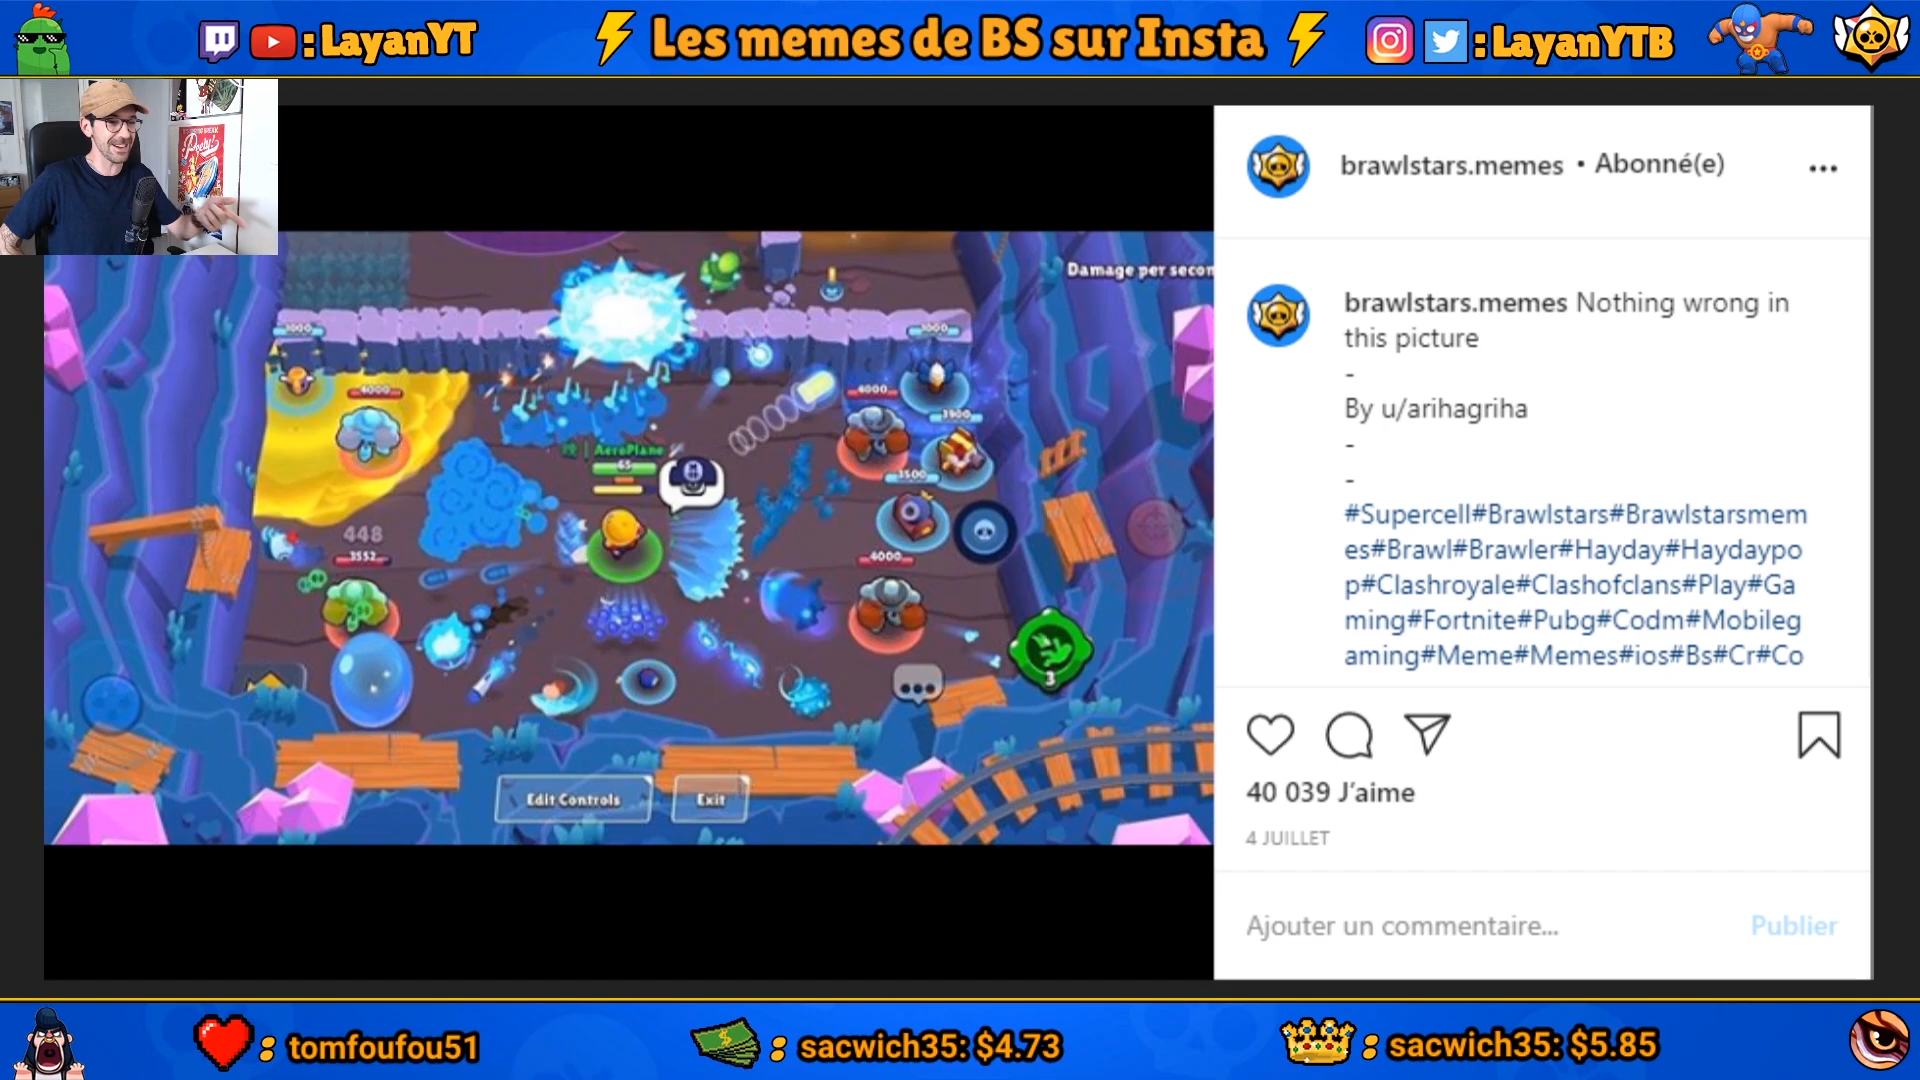 : LayanYT
Les memes de BS sur Insta
: LayanYTB
brawlstars.memes • Abonné(e)
brawlstars.memes Nothing wrong in
this picture
-
By u/arihagriha
-
-
#Supercell#Brawlstars#Brawlstarsmem
es#Brawl#Brawler#Hayday#Haydaypo
p#Clashroyale#Clashofclans#Play#Ga
ming#Fortnite#Pubg#Codm#Mobileg
aming#Meme#Memes#ios#Bs#Cr#Co
40 039 J'aime
4 JUILLET
Ajouter un commentaire...
Publier
Damage per secon
3000
3000
4000
4000
3900
AeroPlane
65
3500
448
3552
4000
3
Edit Controls
Exit
: tomfoufou51
: sacwich35: $4.73
: sacwich35: $5.85